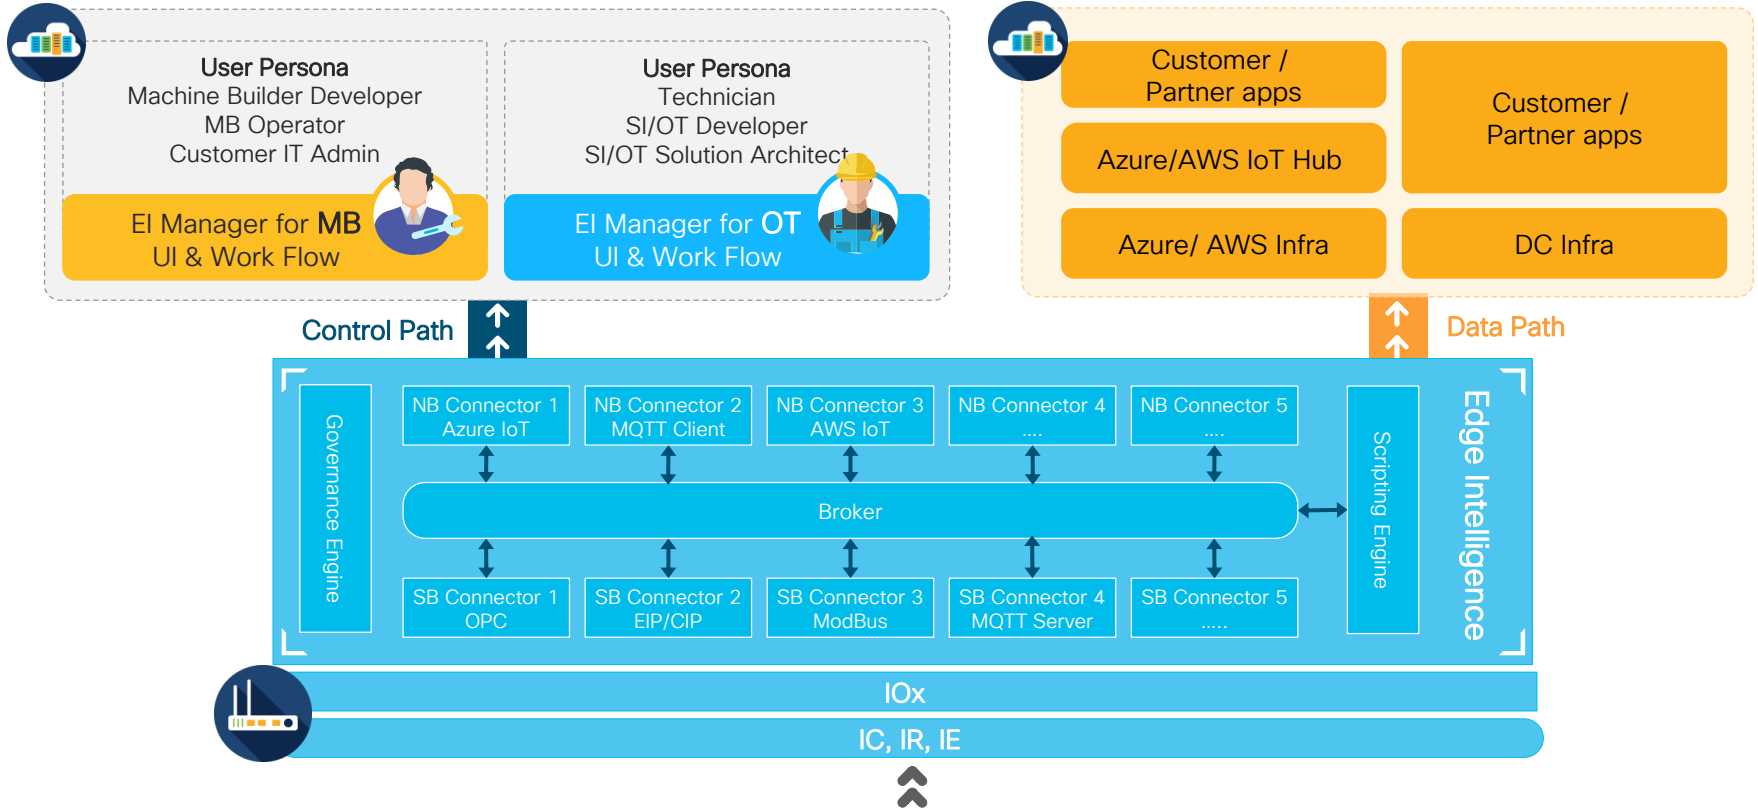 User Persona
Machine Builder Developer
MB Operator
Customer IT Admin
EI Manager for MB
UI & Work Flow
User Persona
Technician
SI/OT Developer
SI/OT Solution Architect
EI Manager for OT
UI & Work Flow
Customer /
Partner apps
Azure/AWS IoT Hub
Azure/ AWS Infra
Customer /
Partner apps
DC Infra
Control Path
Data Path
Governance Engine
NB Connector 1
Azure IoT
NB Connector 2
MQTT Client
NB Connector 3
AWS IoT
NB Connector 4
....
NB Connector 5
....
Broker
SB Connector 1
OPC
SB Connector 2
EIP/CIP
SB Connector 3
ModBus
SB Connector 4
MQTT Server
SB Connector 5
.....
Scripting Engine
Edge Intelligence
IOx
IC, IR, IE